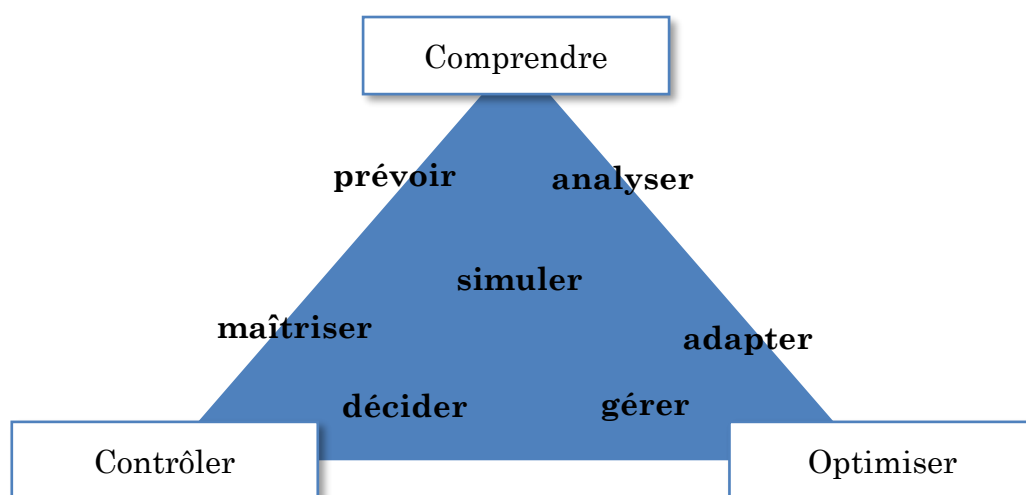 Comprendre
prévoir
analyser
simuler
maîtriser
adapter
décider
gérer
Contrôler
Optimiser